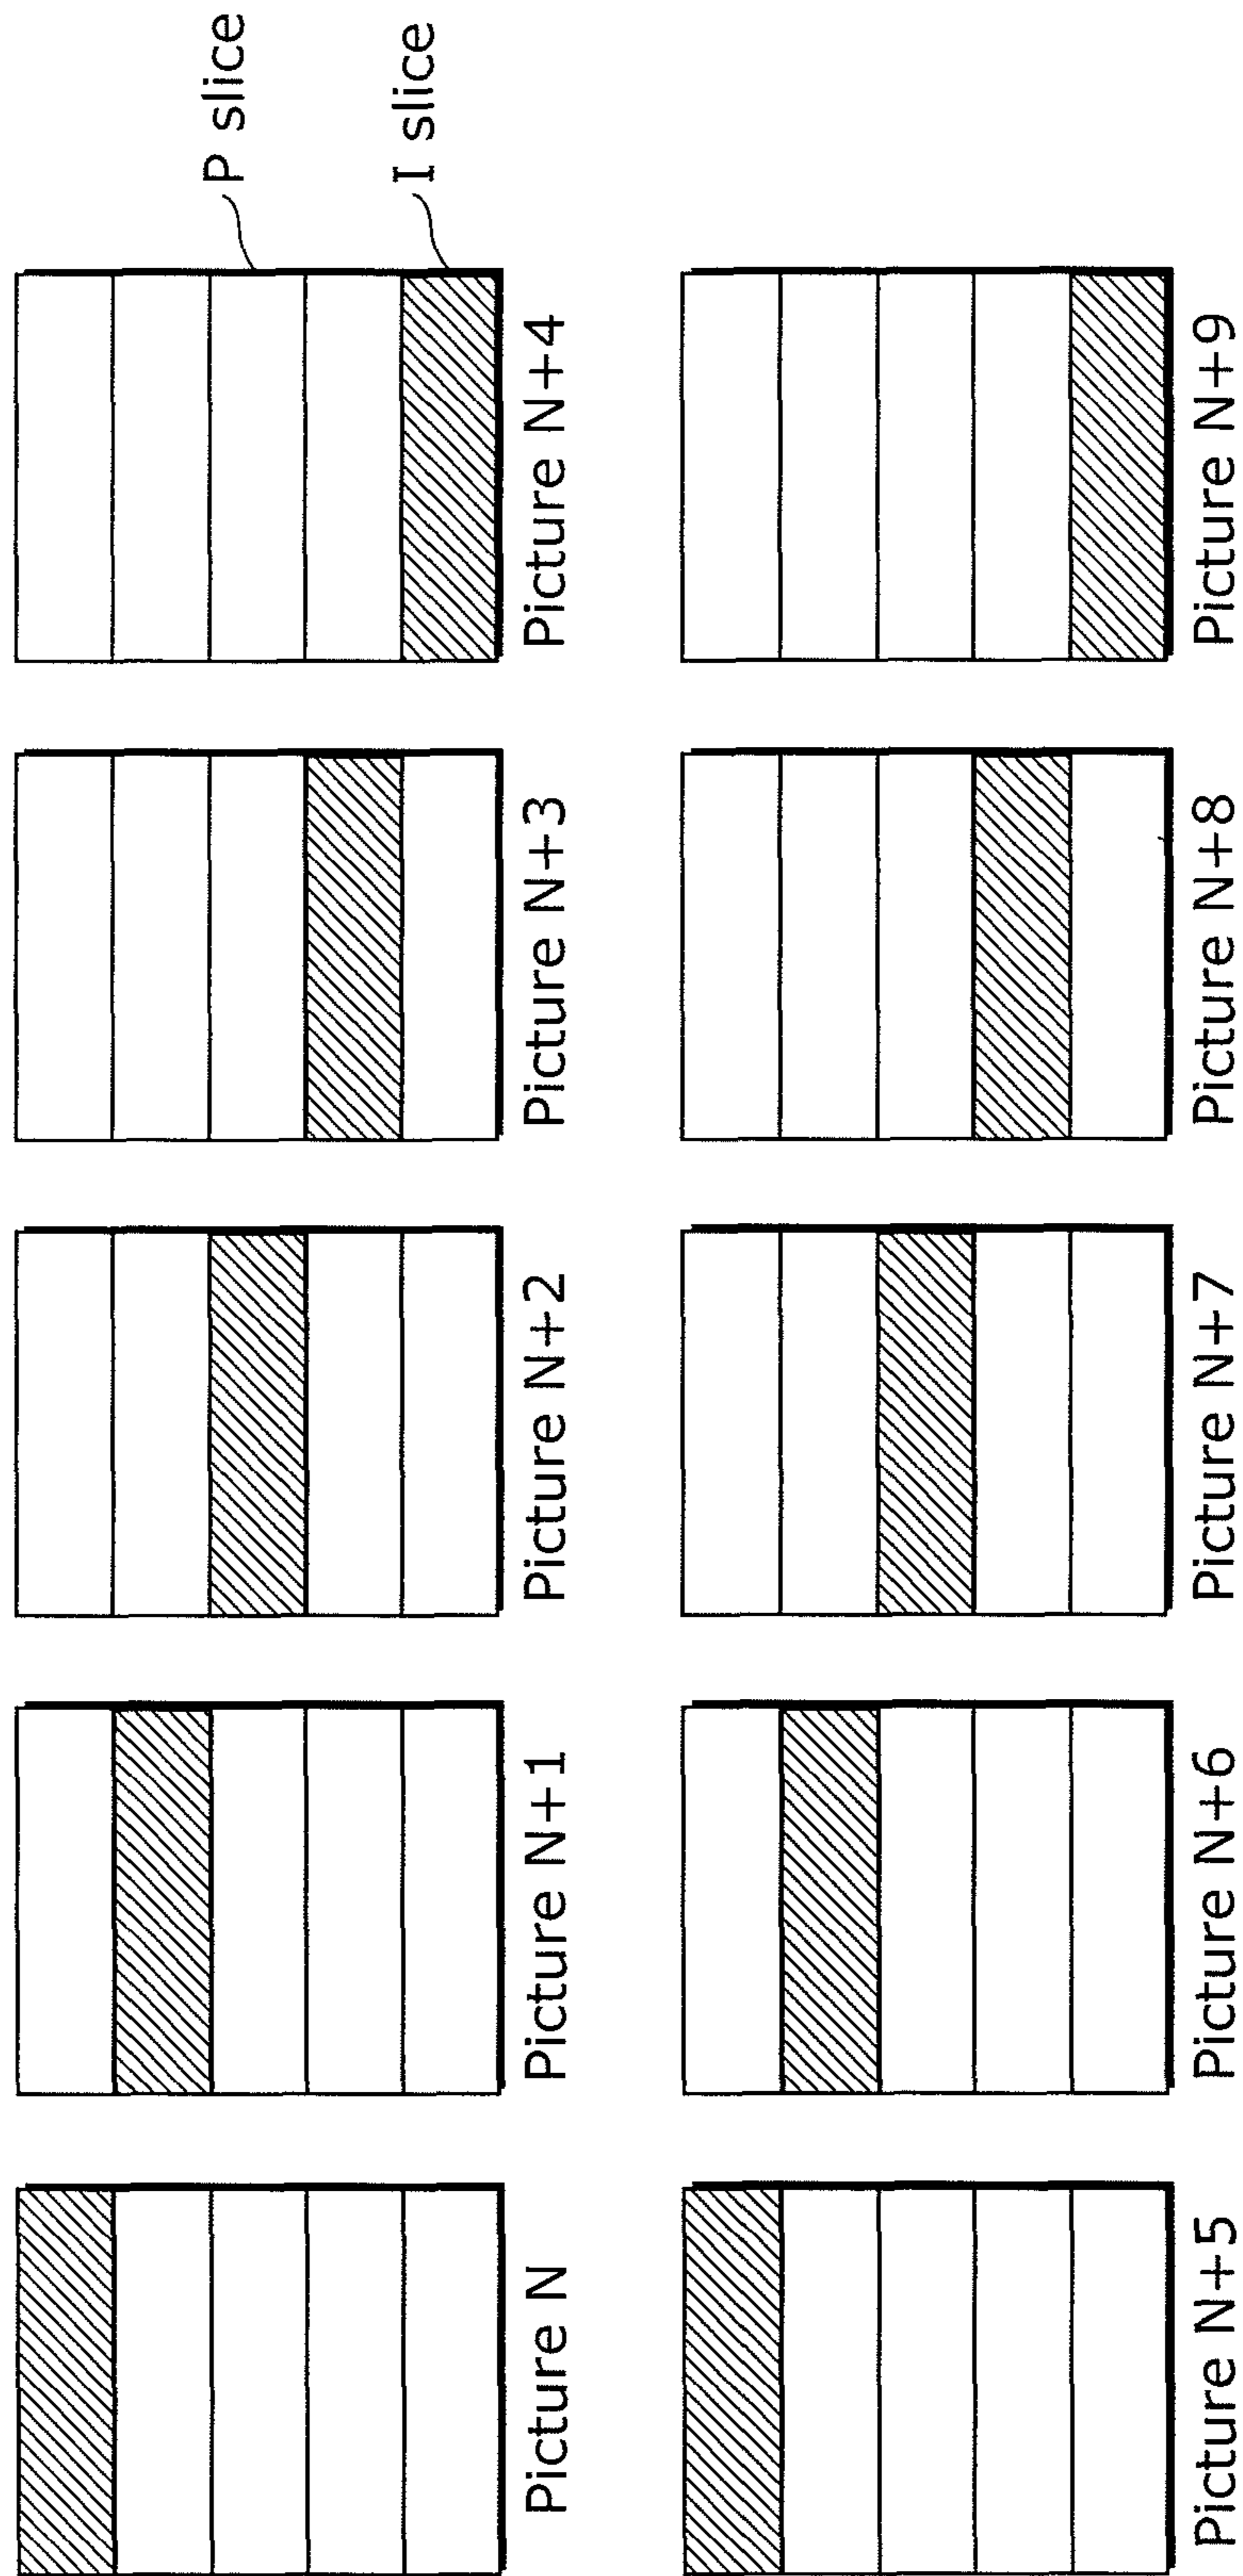 P slice
I slice
Picture N
Picture N+1
Picture N+2
Picture N+3
Picture N+4
Picture N+5
Picture N+6
Picture N+7
Picture N+8
Picture N+9